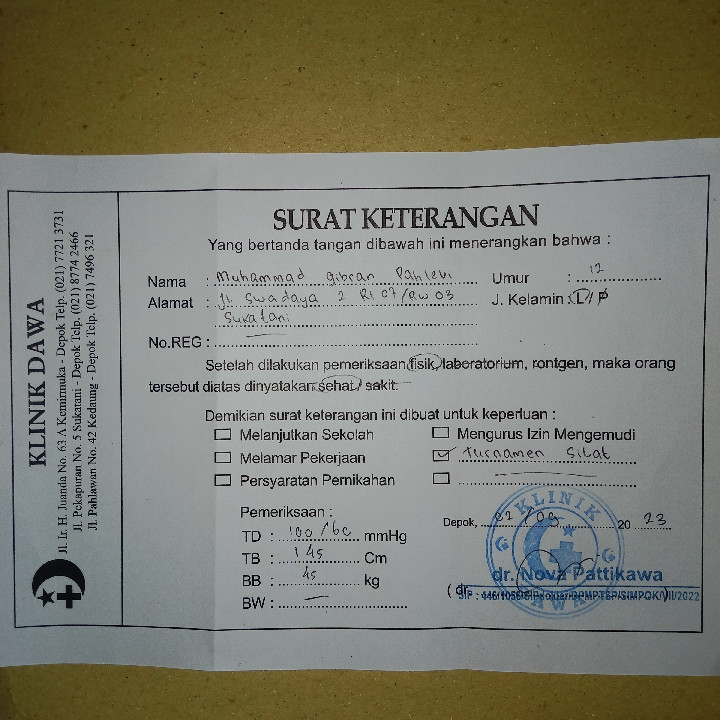 KLINIK DAWA
Jl. Ir. H. Juanda No. 63 A Kemirimuka - Depok Telp. (021) 7721 3731
Jl. Pekapuran No. 5 Sukatani - Depok Telp. (021) 8774 2466
Jl. Pahlawan No. 42 Kedaung - Depok Telp. (021) 7496 321
SURAT KETERANGAN
Yang bertanda tangan dibawah ini menerangkan bahwa :
Nama : Muhammad Gibran Pahlevi Umur : 12
Alamat : Jl. Swadaya 2 Rt 07/RW 03 J. Kelamin : L/P
Sukatani
No.REG :
Setelah dilakukan pemeriksaan fisik, laboratorium, rontgen, maka orang
tersebut diatas dinyatakan sehat / sakit.
Demikian surat keterangan ini dibuat untuk keperluan :
Melanjutkan Sekolah Mengurus Izin Mengemudi
Melamar Pekerjaan Turnamen Silat
Persyaratan Pernikahan
Pemeriksaan :
TD : 100/60 mmHg
TB : 145 Cm
BB : 45 kg
BW : —
Depok, 02/09 2023
KLINIK
dr. Nova Pattikawa
(dr. )
DAWA